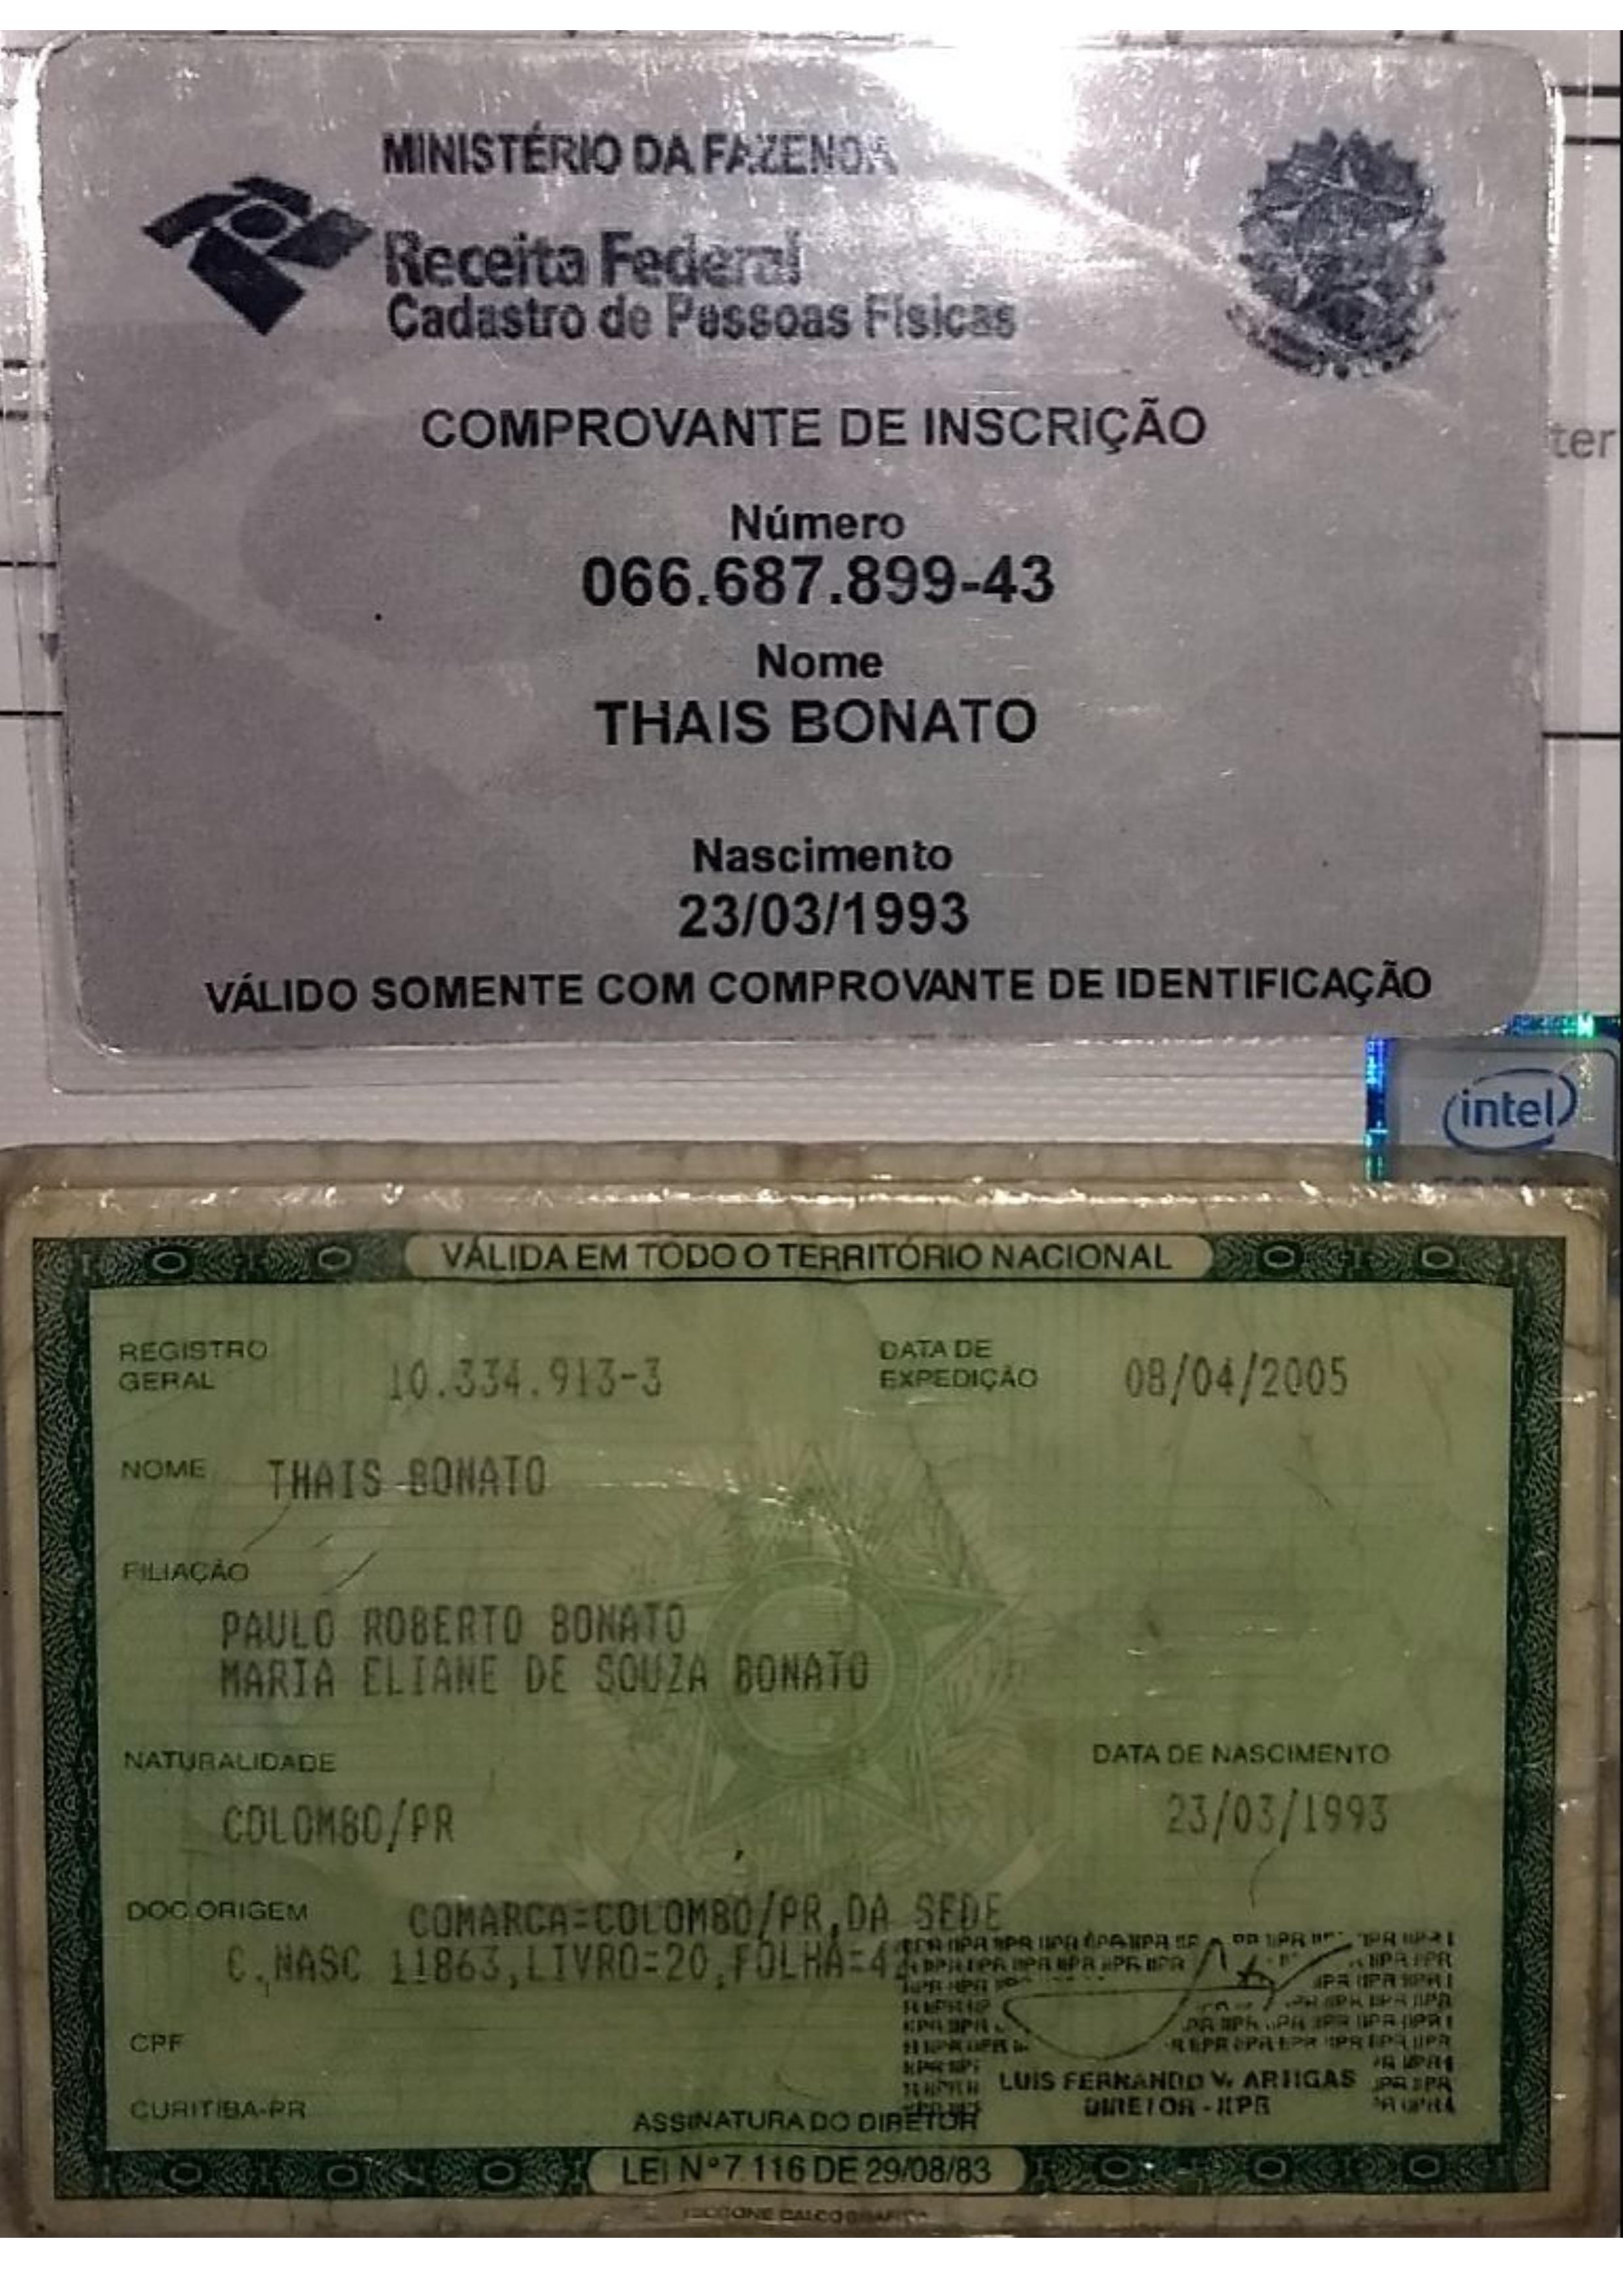 MINISTÉRIO DA FAZENDA
Receita Federal
Cadastro de Pessoas Físicas
COMPROVANTE DE INSCRIÇÃO
ter
Número
066.687.899-43
Nome
THAIS BONATO
Nascimento
23/03/1993
VÁLIDO SOMENTE COM COMPROVANTE DE IDENTIFICAÇÃO
intel
VÁLIDA EM TODO O TERRITÓRIO NACIONAL
REGISTRO GERAL 10.334.913-3 DATA DE EXPEDIÇÃO 08/04/2005
NOME THAIS BONATO
FILIAÇÃO
PAULO ROBERTO BONATO
MARIA ELIANE DE SOUZA BONATO
NATURALIDADE DATA DE NASCIMENTO
COLOMBO/PR 23/03/1993
DOC.ORIGEM COMARCA=COLOMBO/PR,DA SEDE
C.NASC 11863,LIVRO=20,FOLHA=
CPF
LUIS FERNANDO V. ARTIGAS
DIRETOR - IIPR
CURITIBA-PR
ASSINATURA DO DIRETOR
LEI Nº 7.116 DE 29/08/83